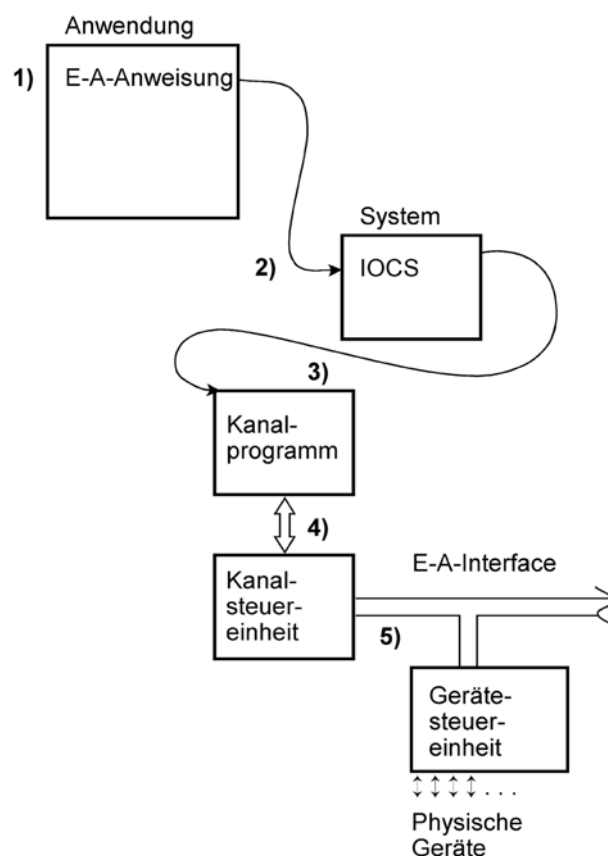 Anwendung
1) E-A-Anweisung
System
2) IOCS
3)
Kanal-
programm
4)
E-A-Interface
Kanal-
steuer-
einheit
5)
Geräte-
steuer-
einheit
. . .
Physische
Geräte